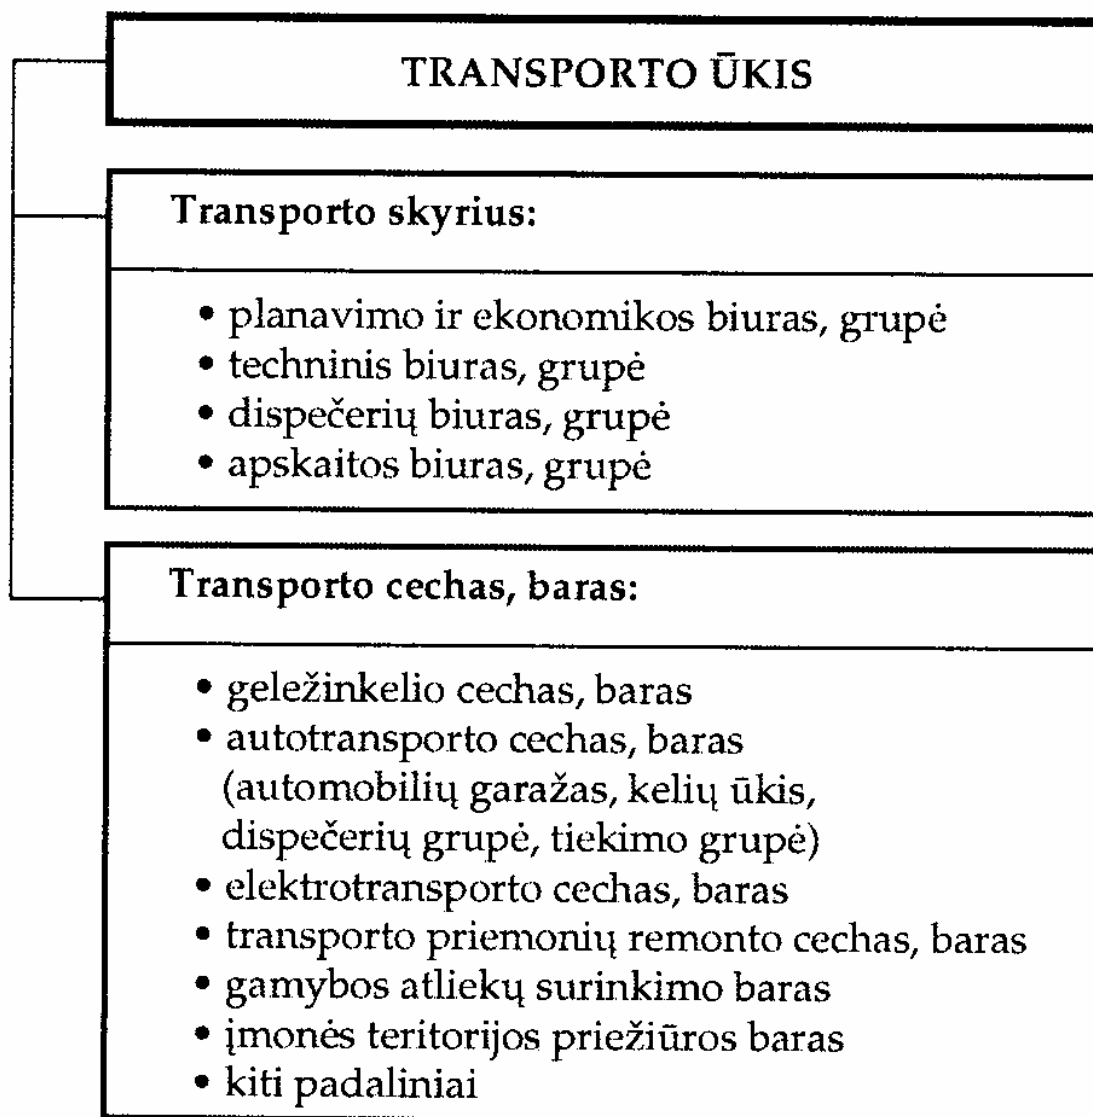 TRANSPORTO ŪKIS
Transporto skyrius:
• planavimo ir ekonomikos biuras, grupė
• techninis biuras, grupė
• dispečerių biuras, grupė
• apskaitos biuras, grupė
Transporto cechas, baras:
• geležinkelio cechas, baras
• autotransporto cechas, baras
(automobilių garažas, kelių ūkis,
dispečerių grupė, tiekimo grupė)
• elektrotransporto cechas, baras
• transporto priemonių remonto cechas, baras
• gamybos atliekų surinkimo baras
• įmonės teritorijos priežiūros baras
• kiti padaliniai